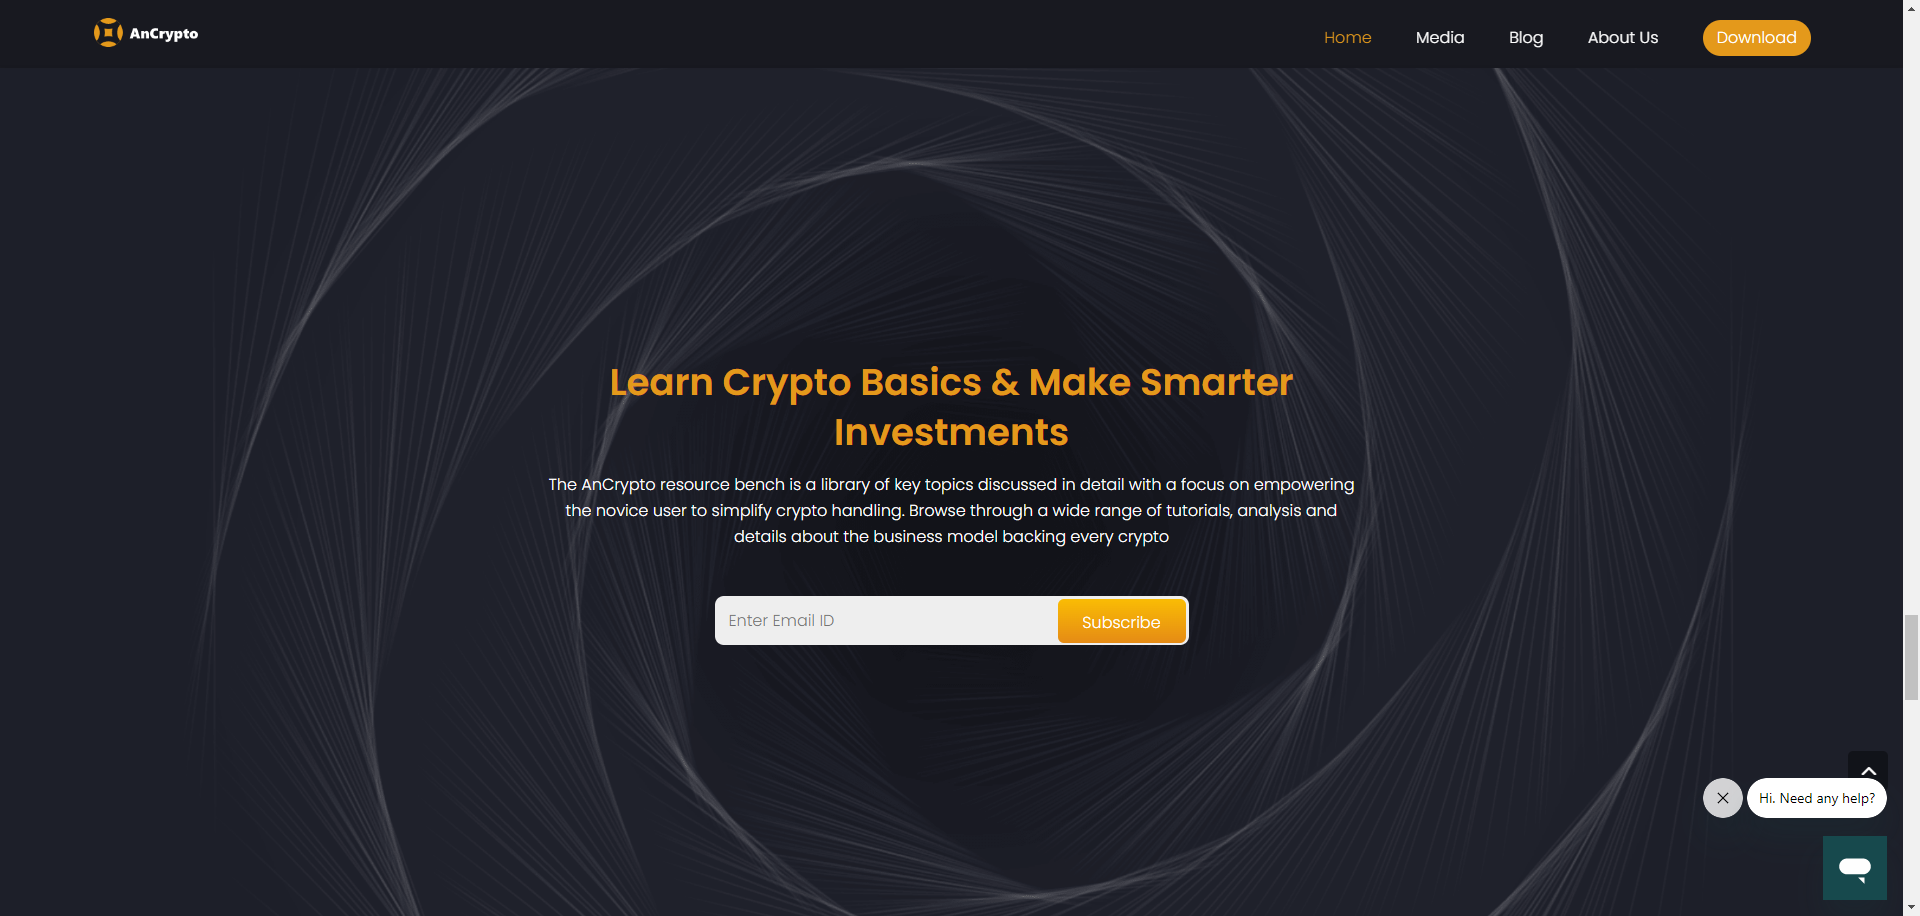 AnCrypto
Home
Media
Blog
About Us
Download
Learn Crypto Basics & Make Smarter
Investments
The AnCrypto resource bench is a library of key topics discussed in detail with a focus on empowering
the novice user to simplify crypto handling. Browse through a wide range of tutorials, analysis and
details about the business model backing every crypto
Enter Email ID
Subscribe
Hi. Need any help?